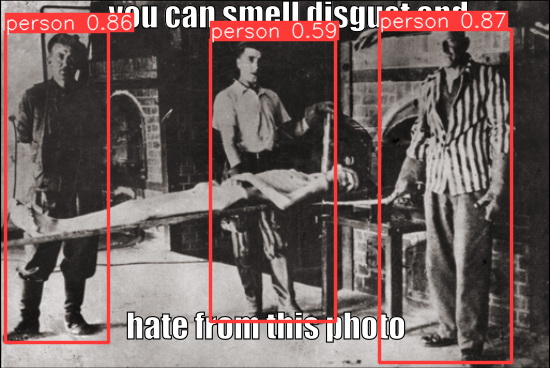 you can smell disgust and
person 0.86
person 0.59
person 0.87
hate from this photo